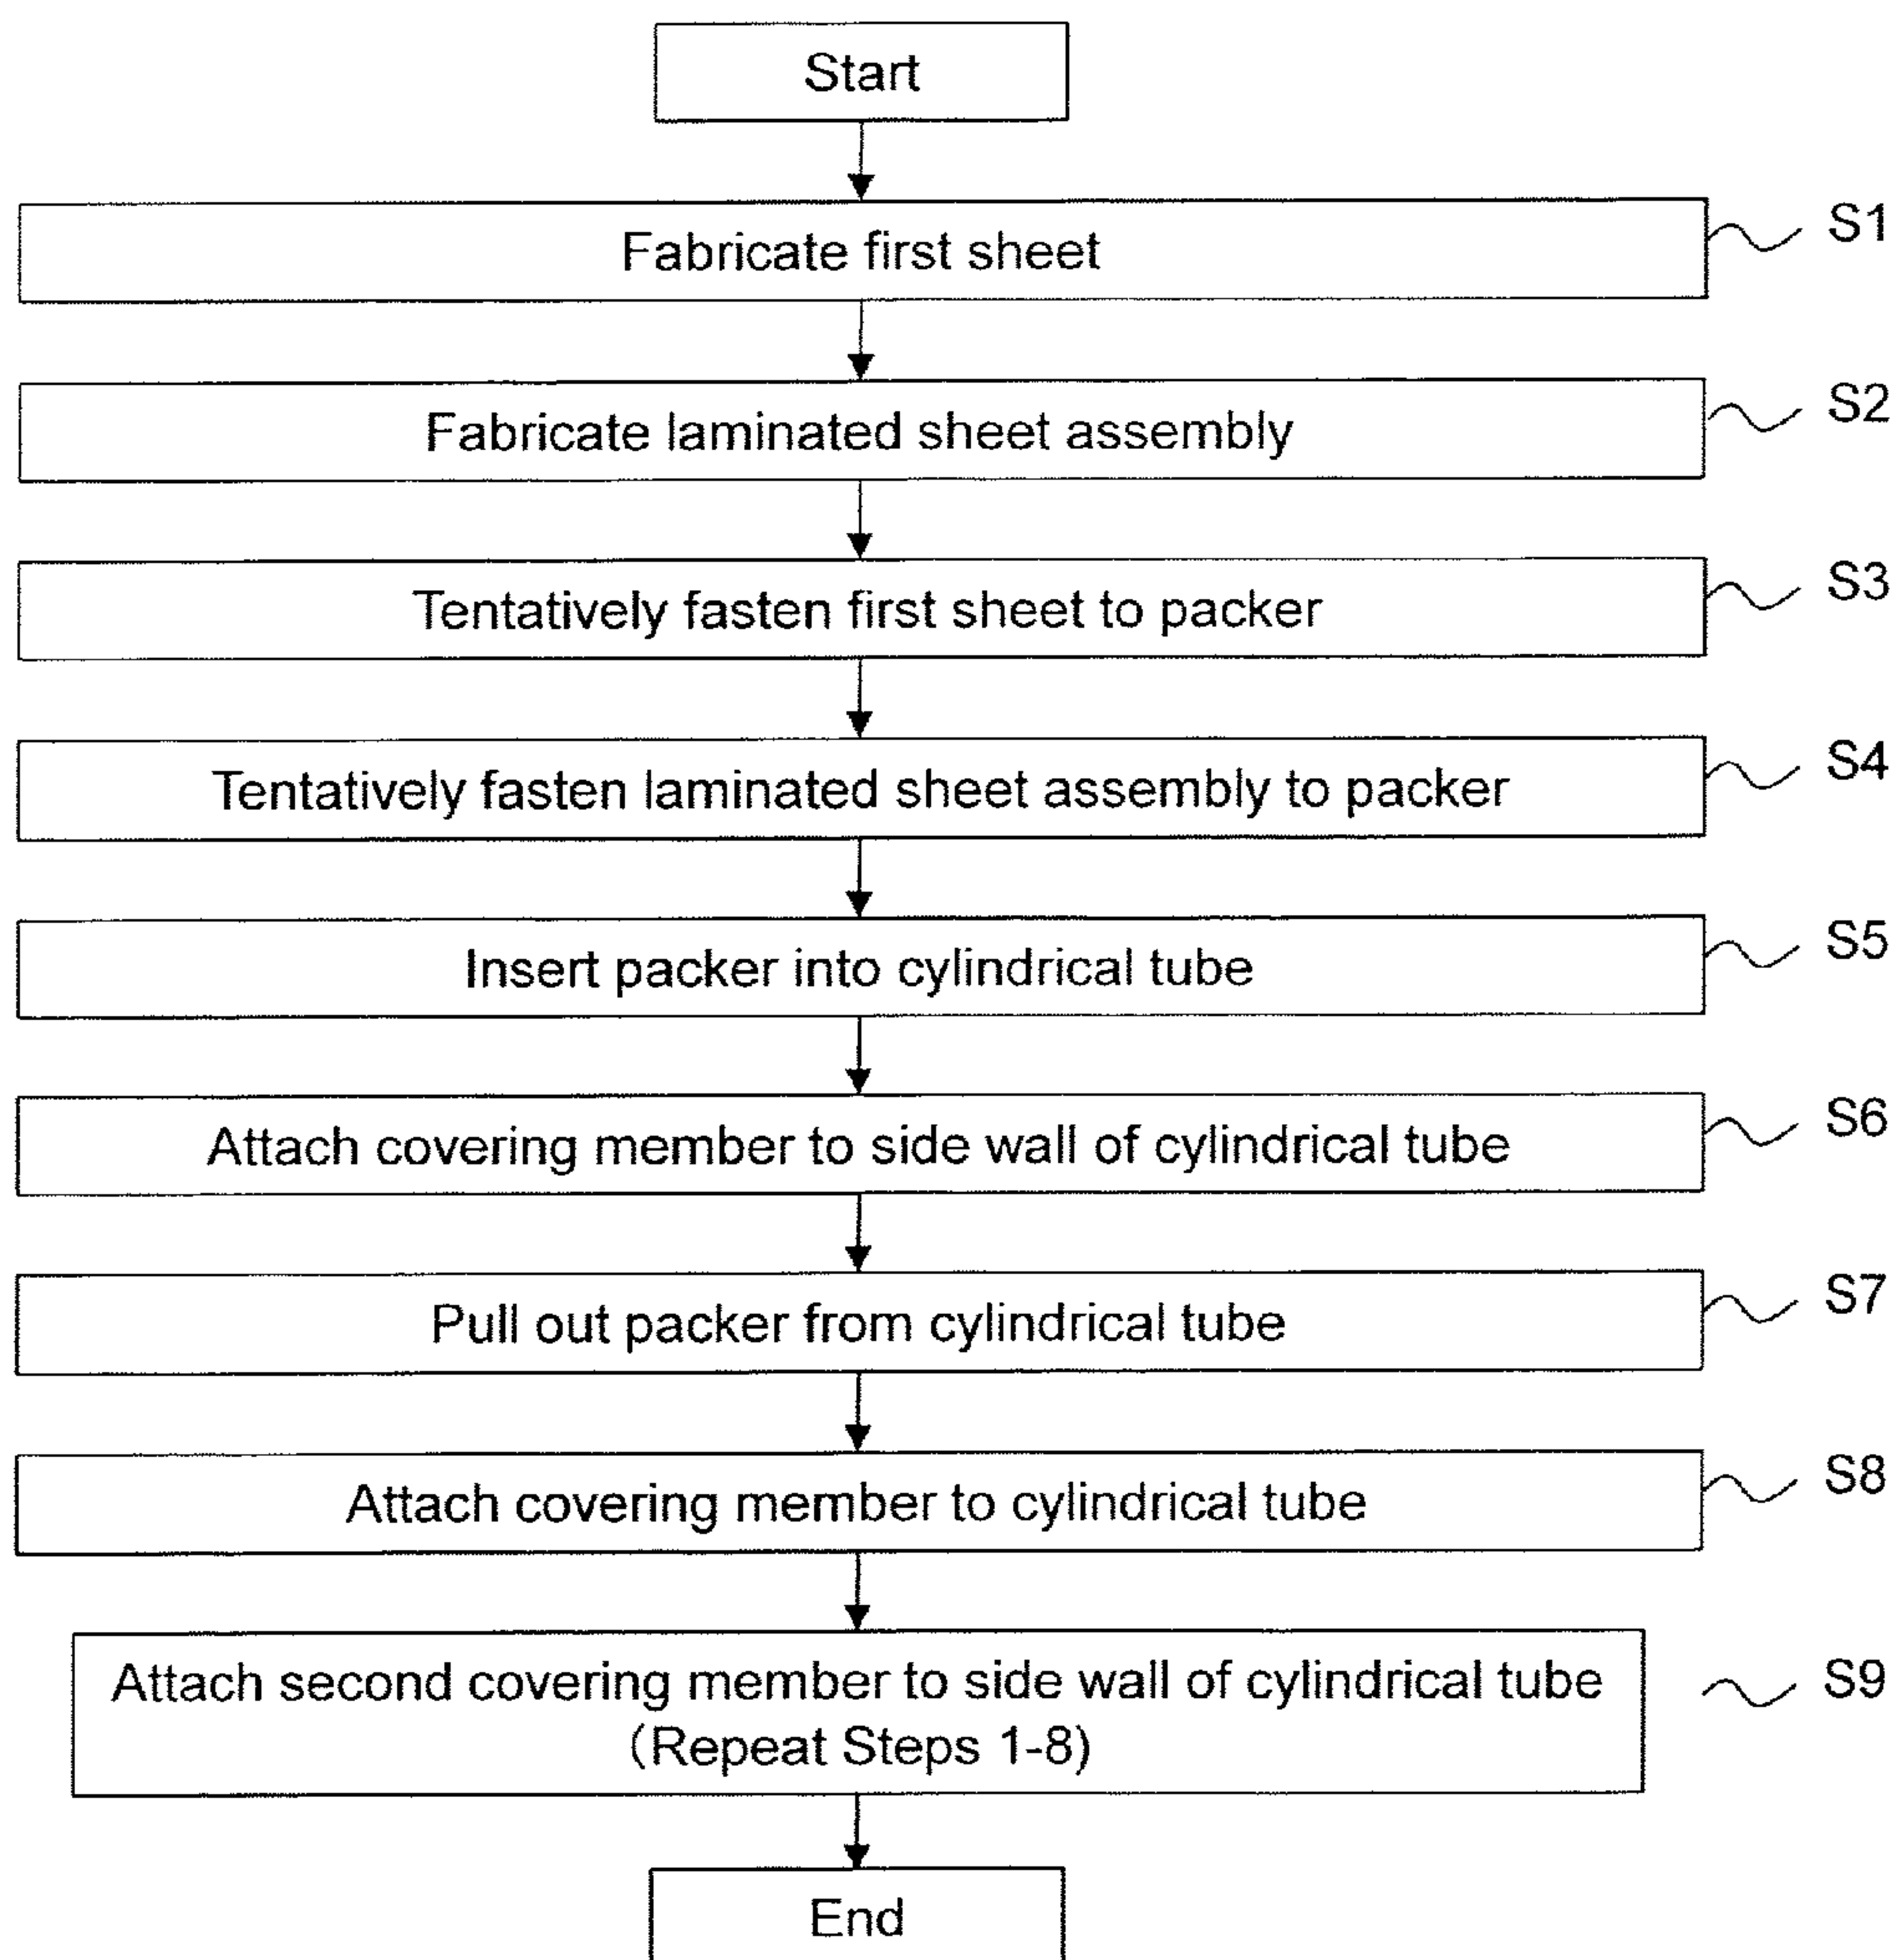 Start
Fabricate first sheet
S1
Fabricate laminated sheet assembly
S2
Tentatively fasten first sheet to packer
S3
Tentatively fasten laminated sheet assembly to packer
S4
Insert packer into cylindrical tube
S5
Attach covering member to side wall of cylindrical tube
S6
Pull out packer from cylindrical tube
S7
Attach covering member to cylindrical tube
S8
Attach second covering member to side wall of cylindrical tube
(Repeat Steps 1-8)
S9
End